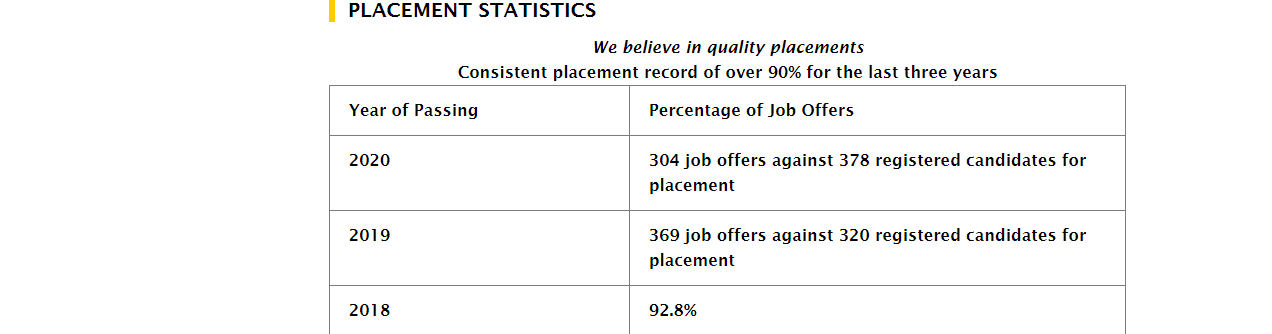 PLACEMENT STATISTICS
We believe in quality placements
Consistent placement record of over 90% for the last three years
Year of Passing
Percentage of Job Offers
2020
304 job offers against 378 registered candidates for
placement
2019
369 job offers against 320 registered candidates for
placement
2018
92.8%